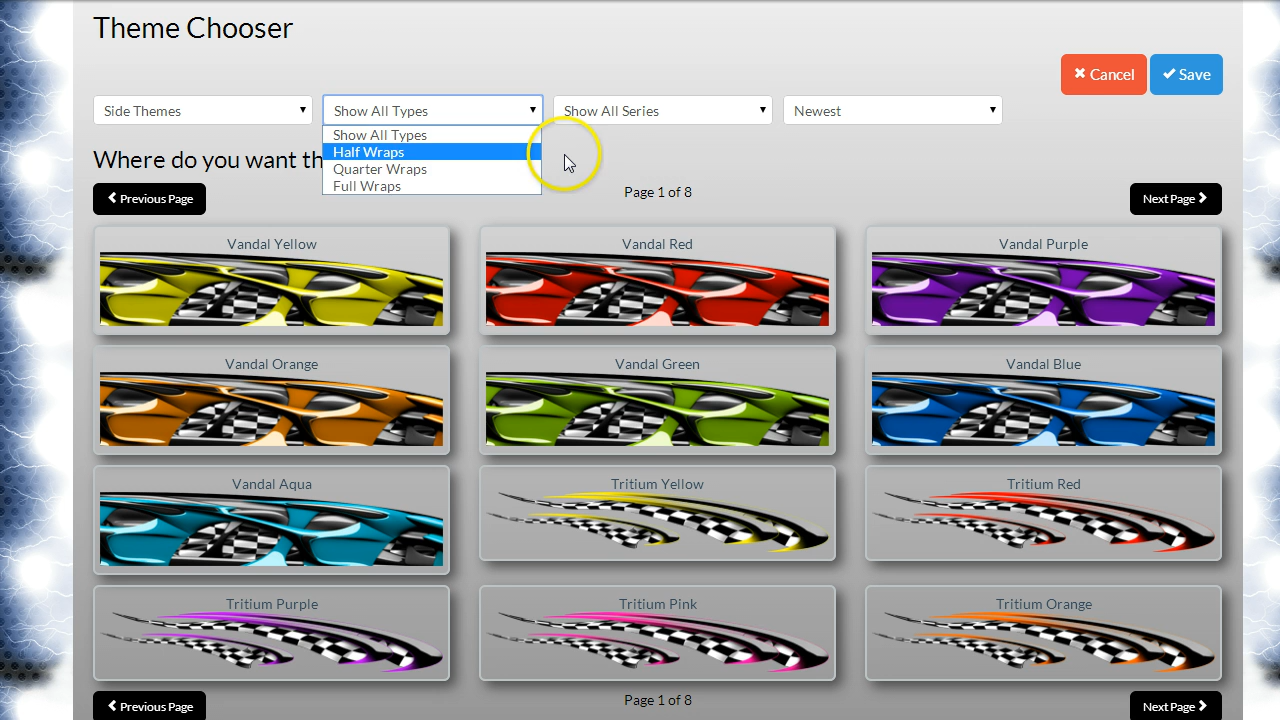 Theme Chooser
Cancel
Save
Side Themes
Show All Types
Show All Series
Newest
Show All Types
Half Wraps
Quarter Wraps
Full Wraps
Where do you want th
Previous Page
Page 1 of 8
Next Page
Vandal Yellow
Vandal Red
Vandal Purple
Vandal Orange
Vandal Green
Vandal Blue
Vandal Aqua
Tritium Yellow
Tritium Red
Tritium Purple
Tritium Pink
Tritium Orange
Previous Page
Page 1 of 8
Next Page